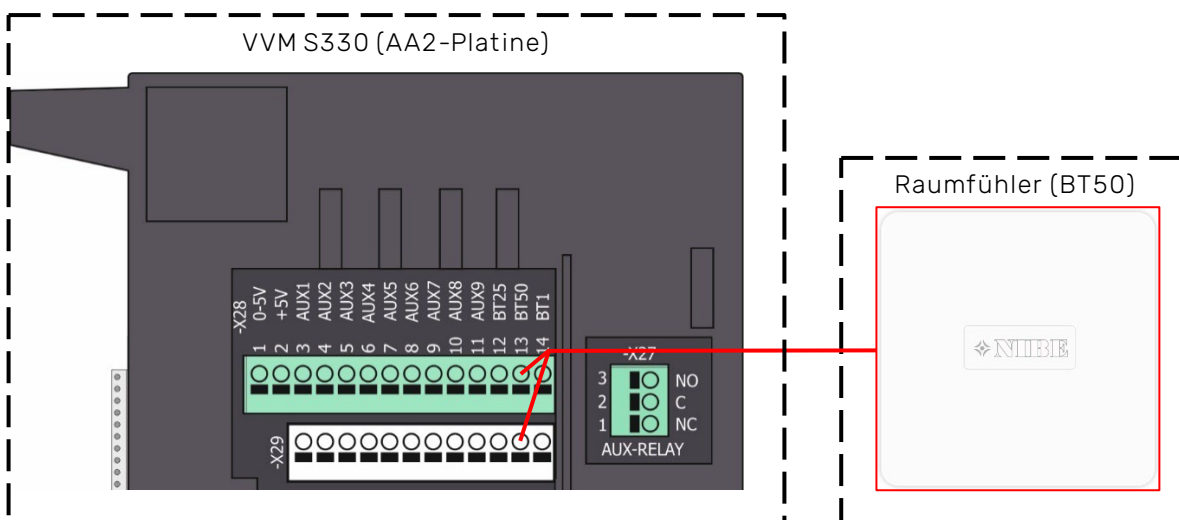 VVM S330 (AA2-Platine)
Raumfühler (BT50)
-X28
0-5V
+5V
AUX1
AUX2
AUX3
AUX4
AUX5
AUX6
AUX7
AUX8
AUX9
BT25
BT50
BT1
1 2 3 4 5 6 7 8 9 10 11 12 13 14
-X29
-X27
3 NO
2 C
1 NC
AUX-RELAY
NIBE